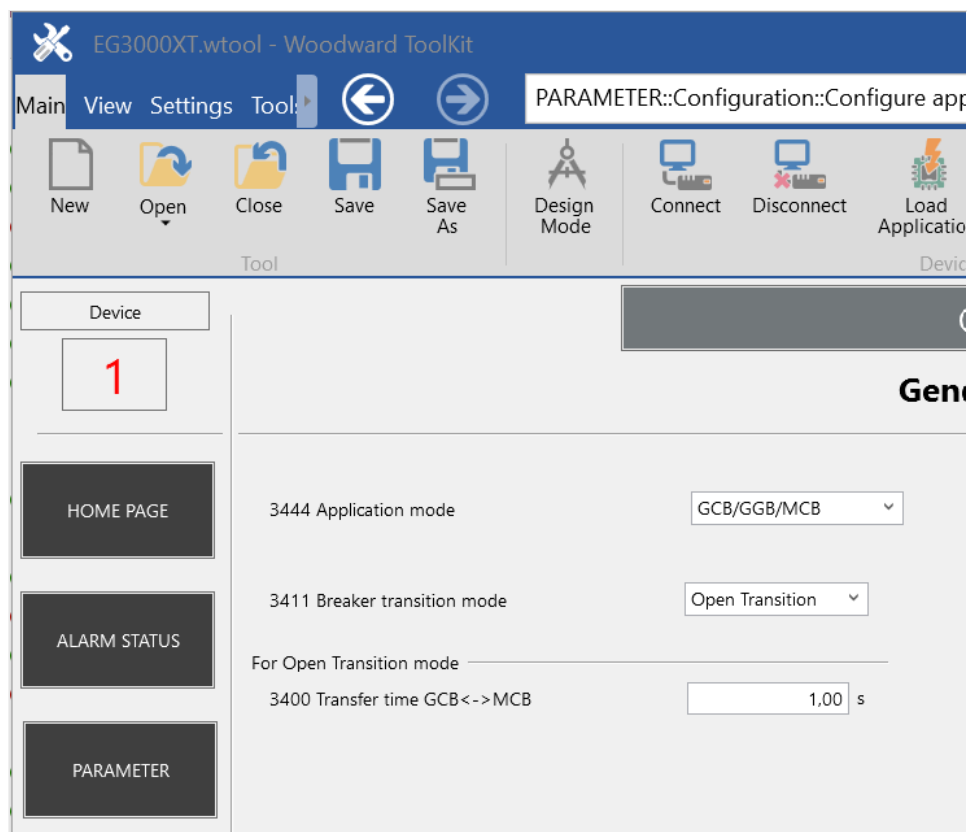 EG3000XT.wtool - Woodward ToolKit
Main View Settings Tools
PARAMETER::Configuration::Configure app
New Open Close Save Save As Design Mode Connect Disconnect Load Applicatio
Tool Devic
Device
1
Gene
HOME PAGE
3444 Application mode GCB/GGB/MCB
3411 Breaker transition mode Open Transition
ALARM STATUS
For Open Transition mode
3400 Transfer time GCB<->MCB 1,00 s
PARAMETER